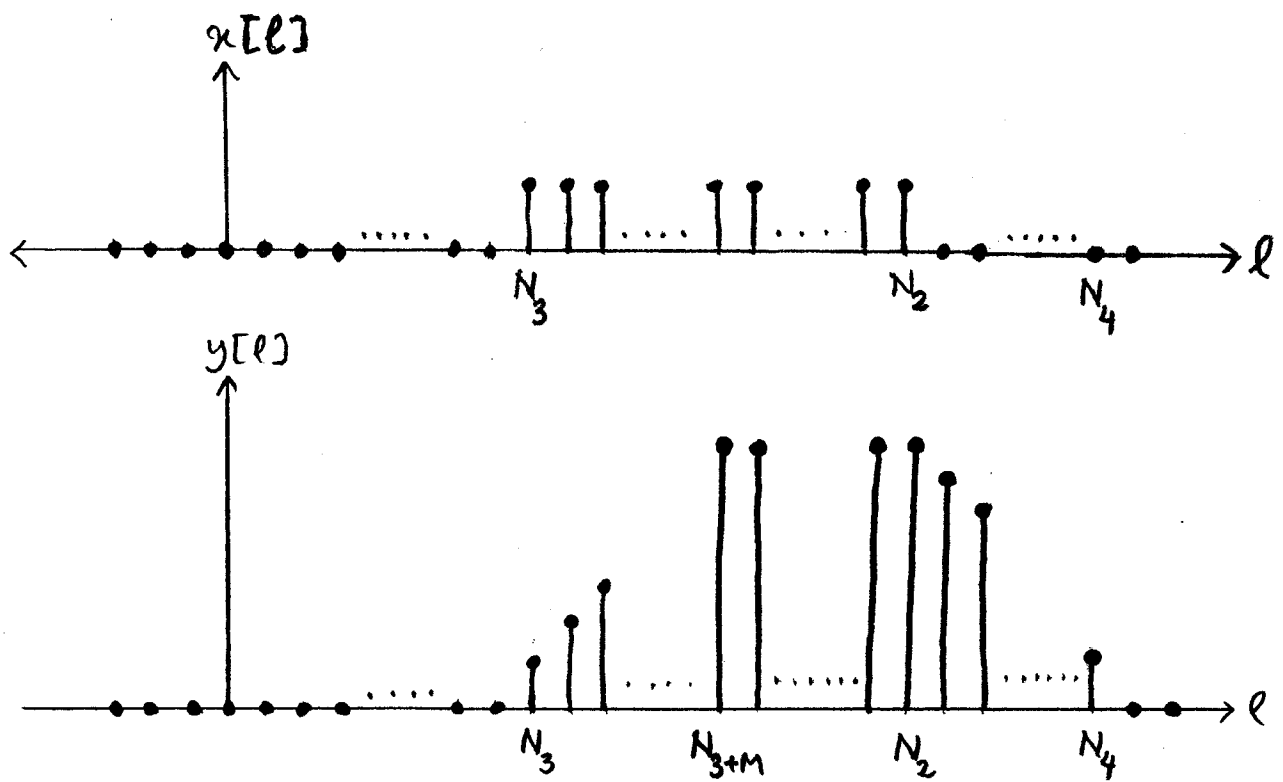 x[ℓ]
ℓ
N₃ N₂ N₄
y[ℓ]
ℓ
N₃ N₃₊M N₂ N₄